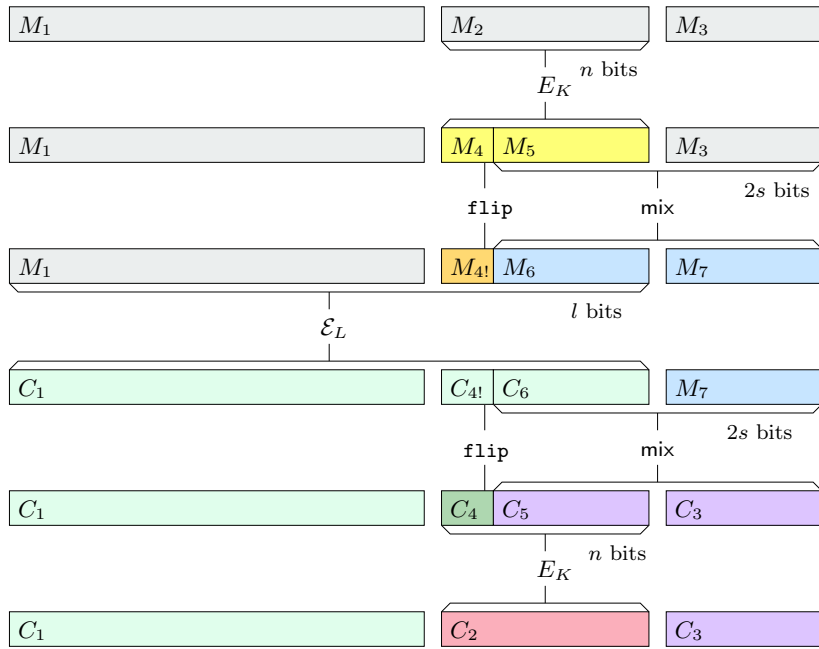 M₁ M₂ M₃
n bits
E_K
M₁ M₄ M₅ M₃
2s bits
flip mix
M₁ M₄! M₆ M₇
l bits
ℰ_L
C₁ C₄! C₆ M₇
2s bits
flip mix
C₁ C₄ C₅ C₃
n bits
E_K
C₁ C₂ C₃